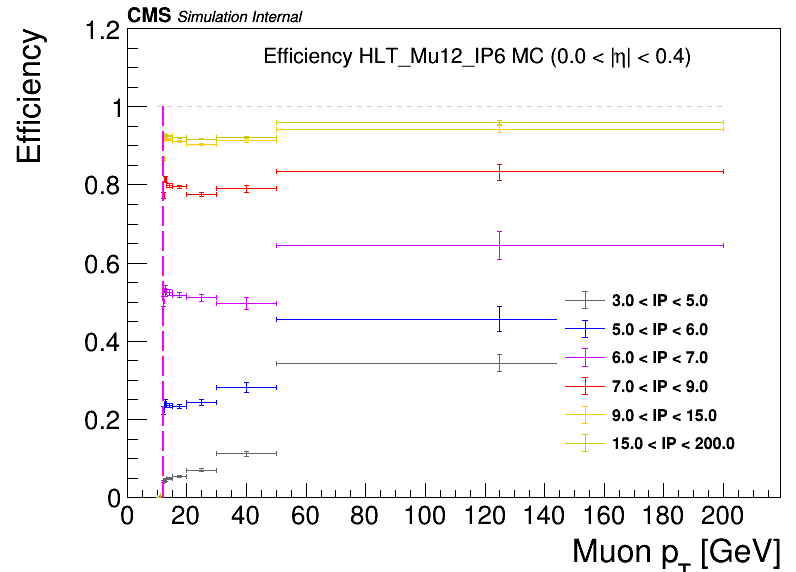 CMS Simulation Internal
Efficiency HLT_Mu12_IP6 MC (0.0 < |η| < 0.4)
Efficiency
1.2
1
0.8
0.6
0.4
0.2
0
3.0 < IP < 5.0
5.0 < IP < 6.0
6.0 < IP < 7.0
7.0 < IP < 9.0
9.0 < IP < 15.0
15.0 < IP < 200.0
0 20 40 60 80 100 120 140 160 180 200
Muon pT [GeV]